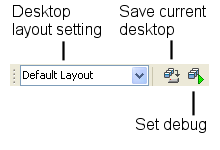 Desktop
layout setting
Save current
desktop
Default Layout
Set debug